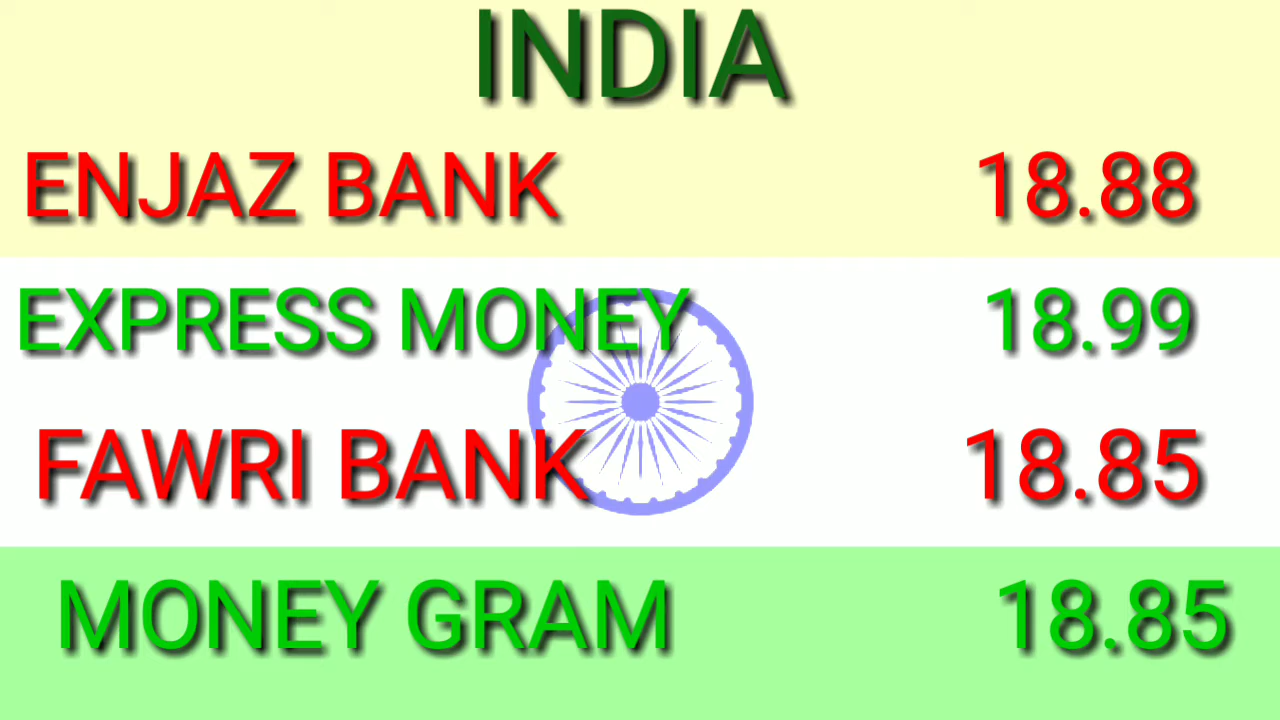 INDIA
ENJAZ BANK 18.88
EXPRESS MONEY 18.99
FAWRI BANK 18.85
MONEY GRAM 18.85